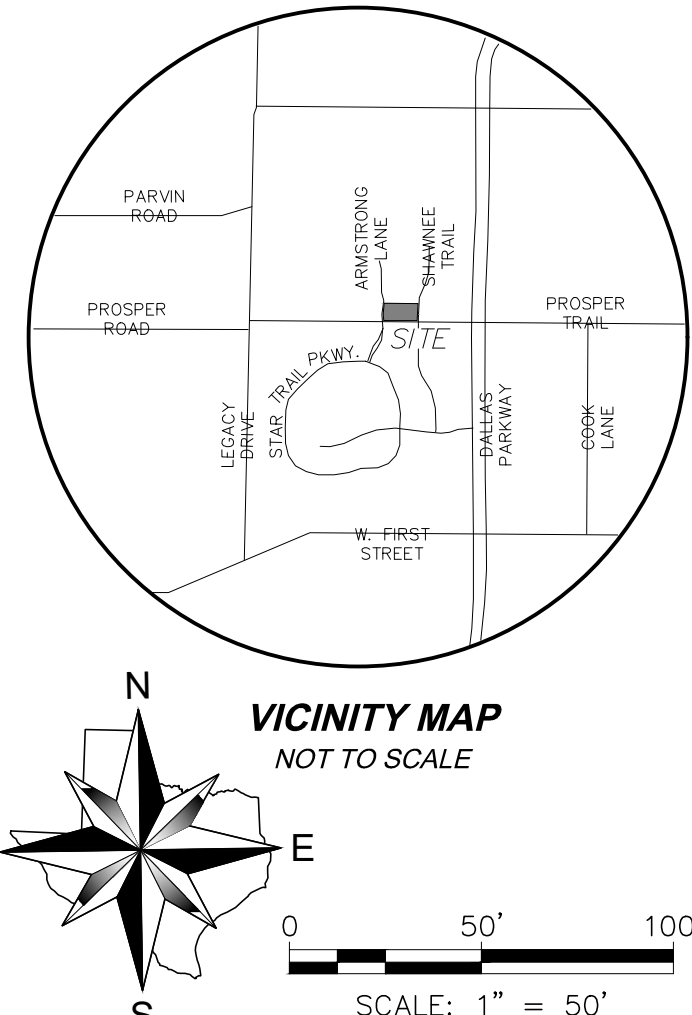 PARVIN
ROAD
ARMSTRONG
LANE
SHAWNEE
TRAIL
PROSPER
ROAD
PROSPER
TRAIL
SITE
STAR TRAIL PKWY.
LEGACY
DRIVE
DALLAS
PARKWAY
COOK
LANE
W. FIRST
STREET
N
VICINITY MAP
NOT TO SCALE
E
0 50' 100
S
SCALE: 1" = 50'